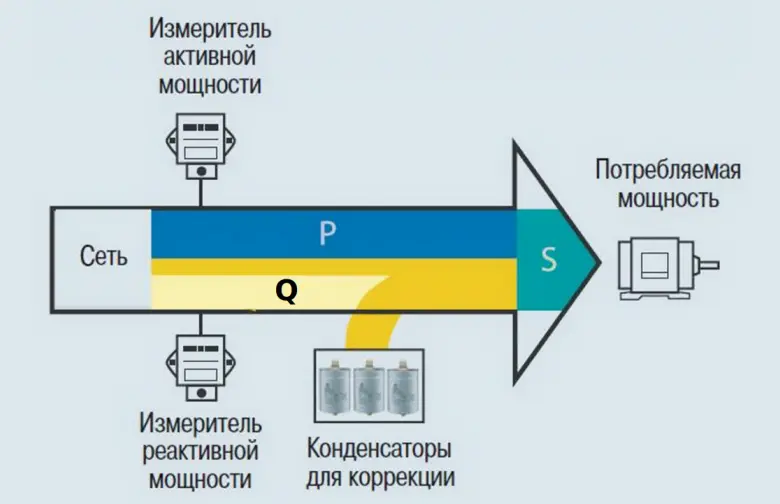 Измеритель
активной
мощности
Потребляемая
мощность
Сеть
P
Q
S
Измеритель
реактивной
мощности
Конденсаторы
для коррекции